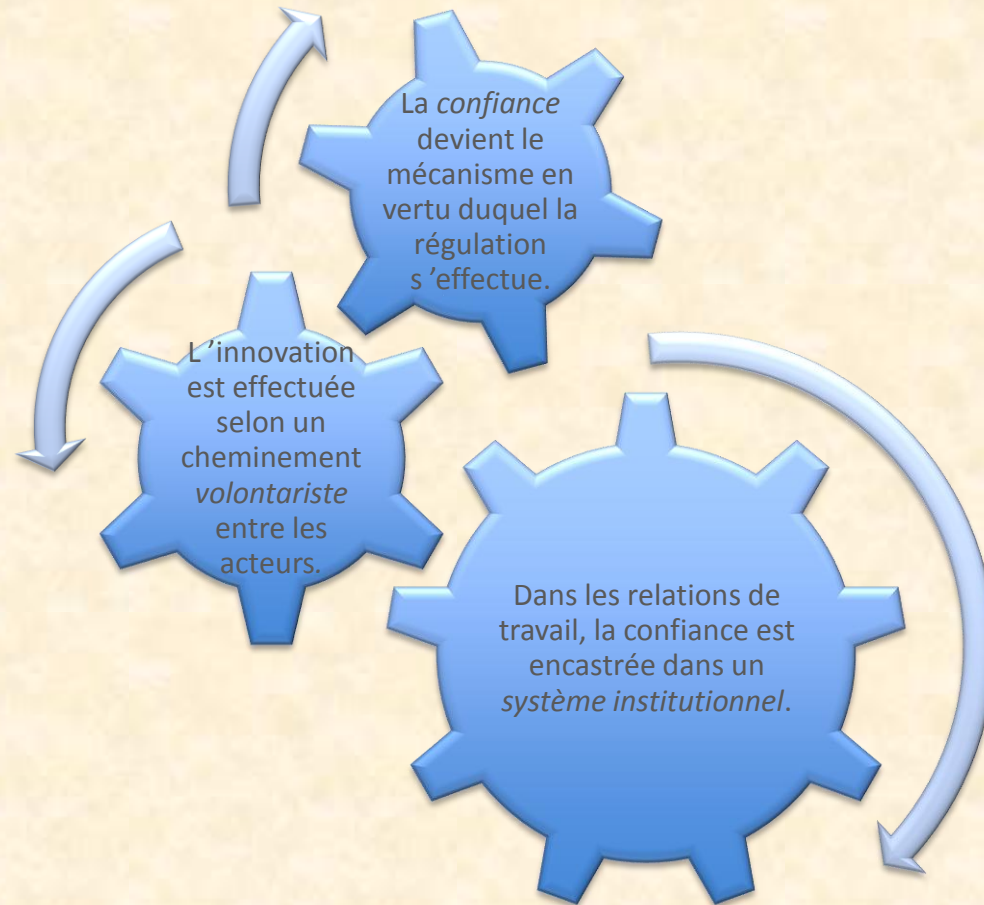 La confiance
devient le
mécanisme en
vertu duquel la
régulation
s ’effectue.
L ’innovation
est effectuée
selon un
cheminement
volontariste
entre les
acteurs.
Dans les relations de
travail, la confiance est
encastrée dans un
système institutionnel.